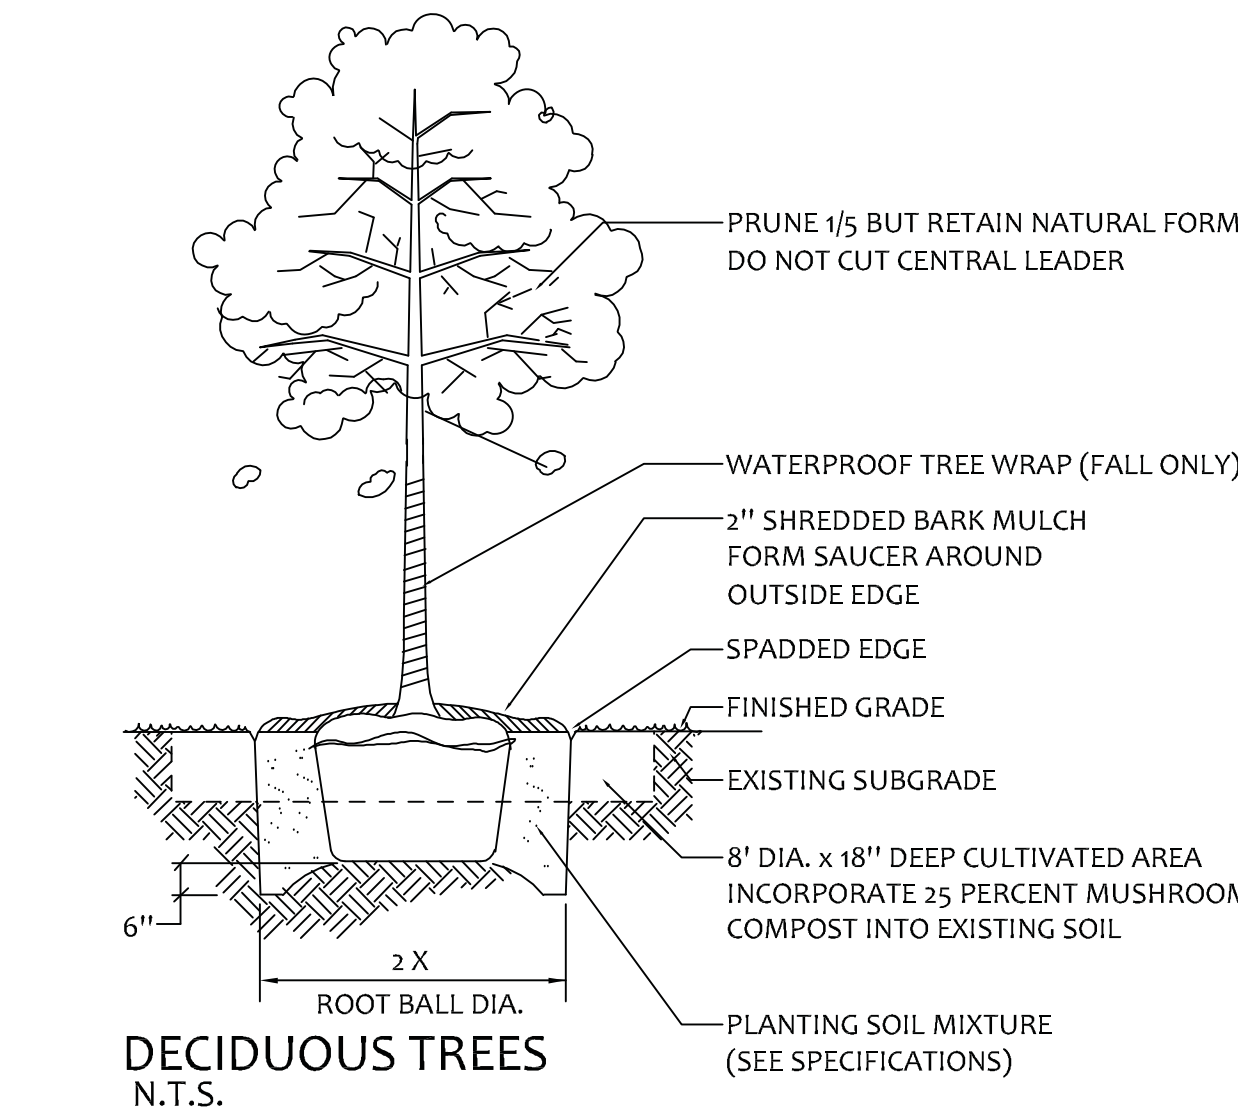 PRUNE 1/5 BUT RETAIN NATURAL FORM
DO NOT CUT CENTRAL LEADER
WATERPROOF TREE WRAP (FALL ONLY)
2" SHREDDED BARK MULCH
FORM SAUCER AROUND
OUTSIDE EDGE
SPADDED EDGE
FINISHED GRADE
EXISTING SUBGRADE
8' DIA. x 18" DEEP CULTIVATED AREA
INCORPORATE 25 PERCENT MUSHROOM
COMPOST INTO EXISTING SOIL
6"
2 X
ROOT BALL DIA.
PLANTING SOIL MIXTURE
(SEE SPECIFICATIONS)
DECIDUOUS TREES
N.T.S.